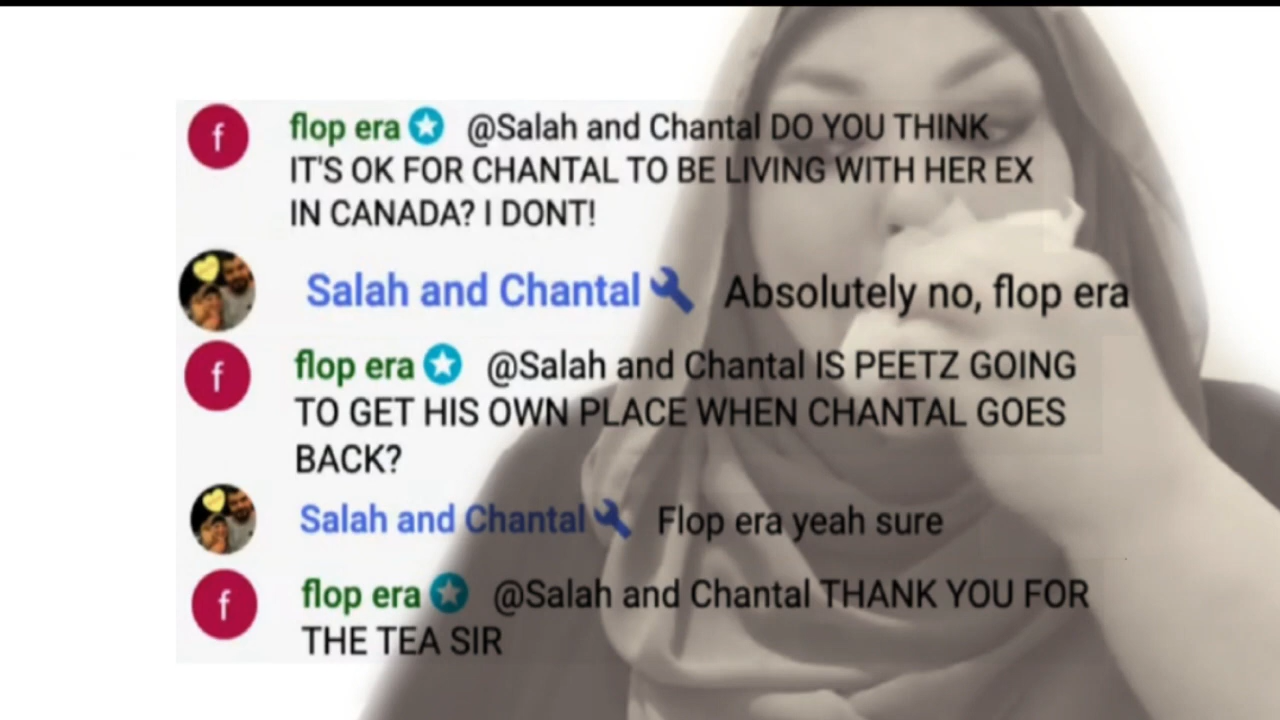 f flop era @Salah and Chantal DO YOU THINK
IT'S OK FOR CHANTAL TO BE LIVING WITH HER EX
IN CANADA? I DONT!
Salah and Chantal Absolutely no, flop era
f flop era @Salah and Chantal IS PEETZ GOING
TO GET HIS OWN PLACE WHEN CHANTAL GOES
BACK?
Salah and Chantal Flop era yeah sure
f flop era @Salah and Chantal THANK YOU FOR
THE TEA SIR